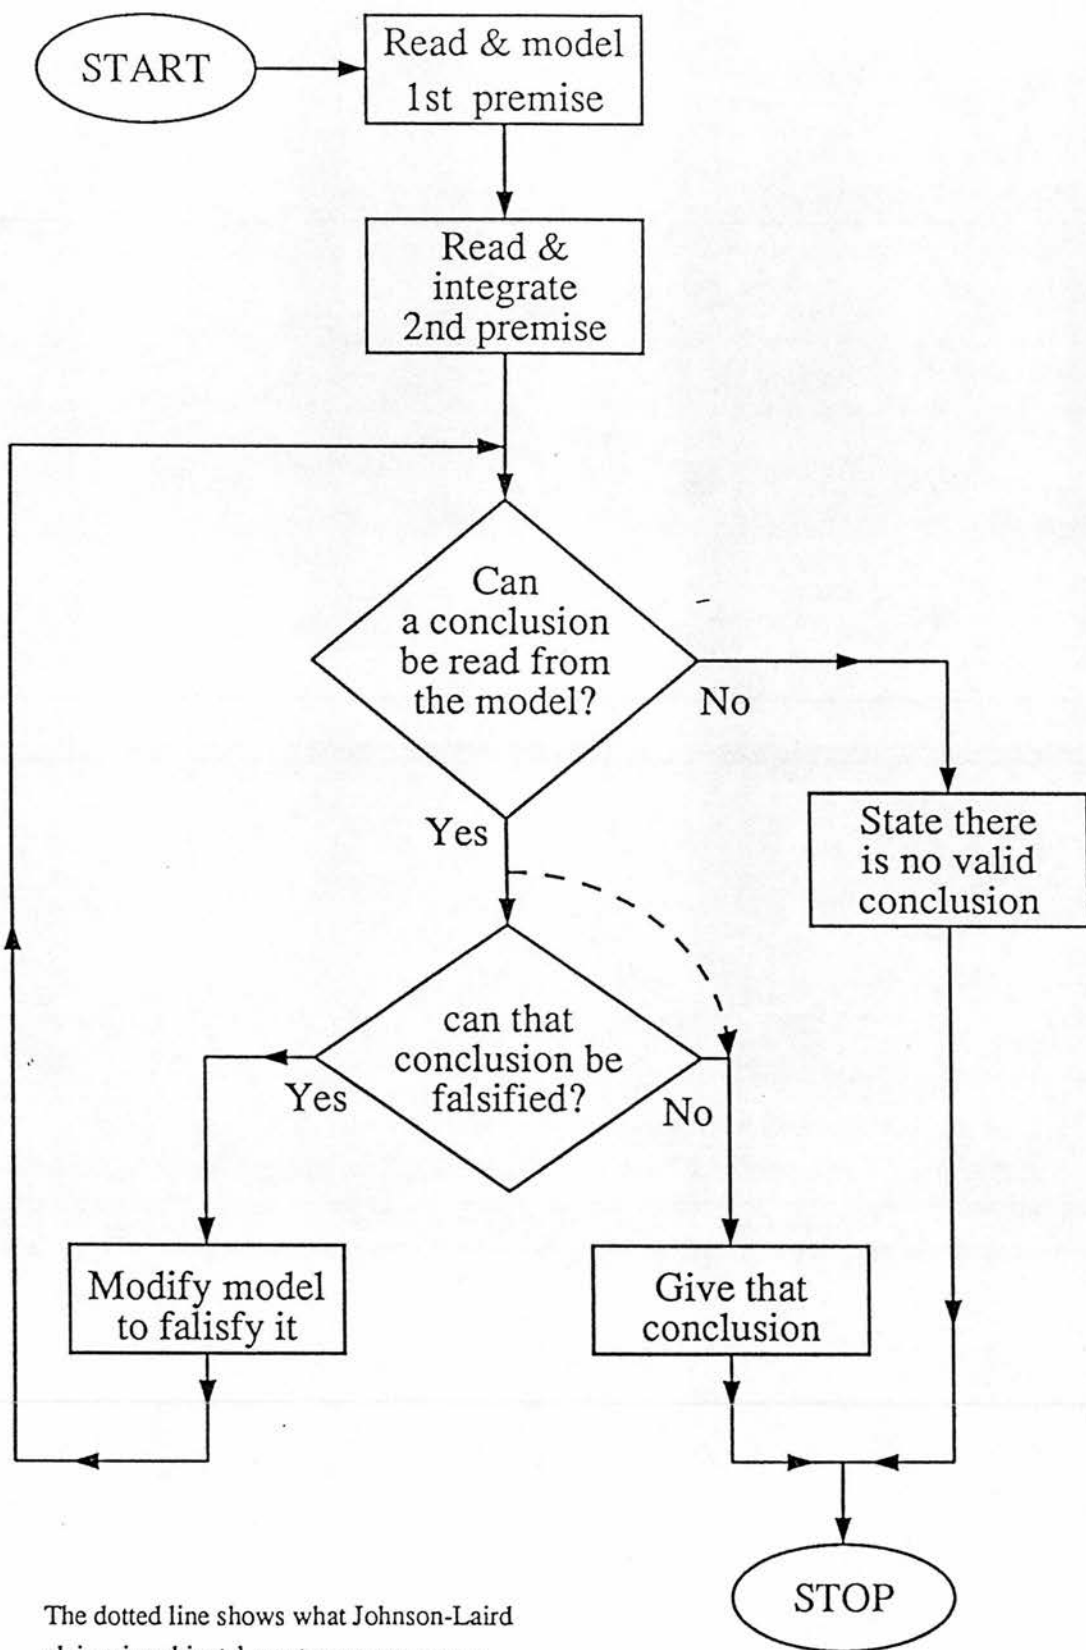 START
Read & model
1st premise
Read &
integrate
2nd premise
Can
a conclusion
be read from
the model?
No
Yes
State there
is no valid
conclusion
can that
conclusion be
falsified?
Yes
No
Modify model
to falisfy it
Give that
conclusion
STOP
The dotted line shows what Johnson-Laird